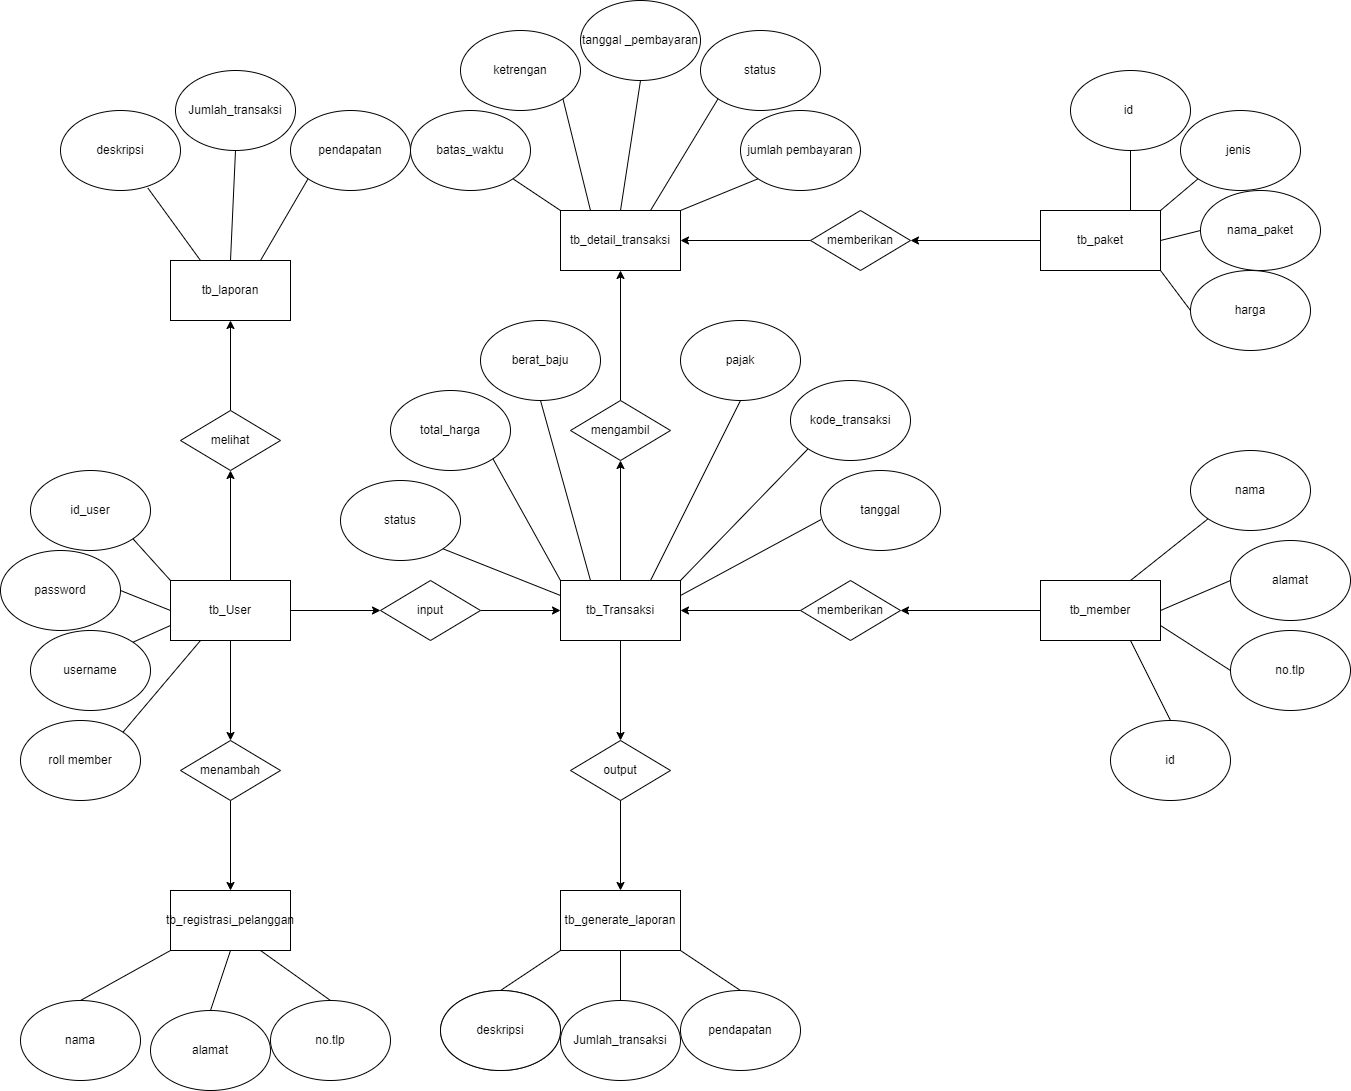 tanggal _pembayaran
ketrengan
status
Jumlah_transaksi
id
deskripsi
pendapatan
batas_waktu
jumlah pembayaran
jenis
tb_detail_transaksi
memberikan
tb_paket
nama_paket
tb_laporan
harga
berat_baju
pajak
total_harga
mengambil
kode_transaksi
melihat
nama
id_user
status
tanggal
password
alamat
tb_User
input
tb_Transaksi
memberikan
tb_member
username
no.tlp
roll member
menambah
output
id
tb_registrasi_pelanggan
tb_generate_laporan
nama
alamat
no.tlp
deskripsi
Jumlah_transaksi
pendapatan